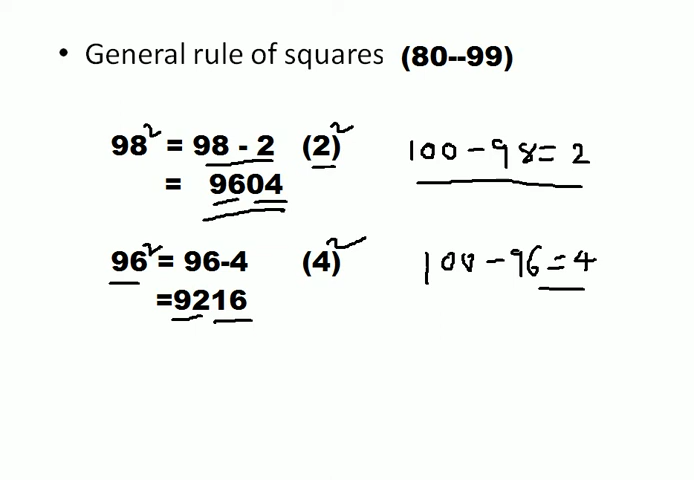 • General rule of squares (80--99)
98² = 98 - 2 (2)² 100 - 98 = 2
= 9604
96² = 96-4 (4)² 100 - 96 = 4
=9216